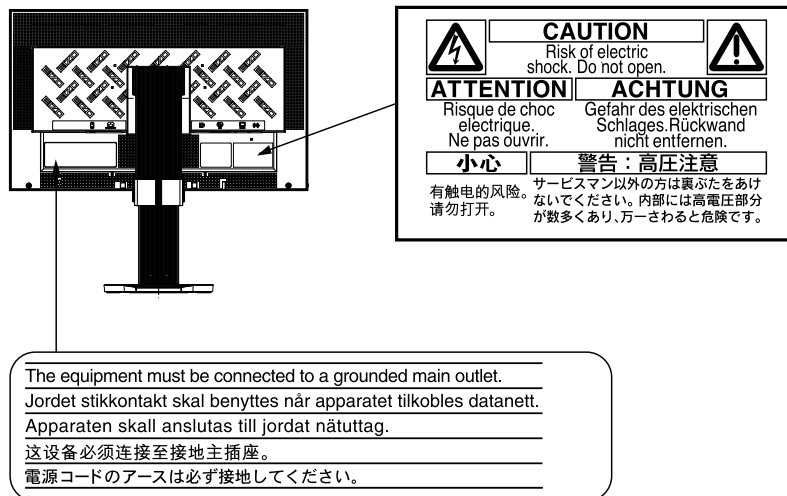 CAUTION
Risk of electric
shock. Do not open.
ATTENTION
Risque de choc
electrique.
Ne pas ouvrir.
ACHTUNG
Gefahr des elektrischen
Schlages.Rückwand
nicht entfernen.
小心
有触电的风险。
请勿打开。
警告：高圧注意
サービスマン以外の方は裏ぶたをあけ
ないでください。内部には高電圧部分
が数多くあり、万一さわると危険です。
The equipment must be connected to a grounded main outlet.
Jordet stikkontakt skal benyttes når apparatet tilkobles datanett.
Apparaten skall anslutas till jordat nätuttag.
这设备必须连接至接地主插座。
電源コードのアースは必ず接地してください。